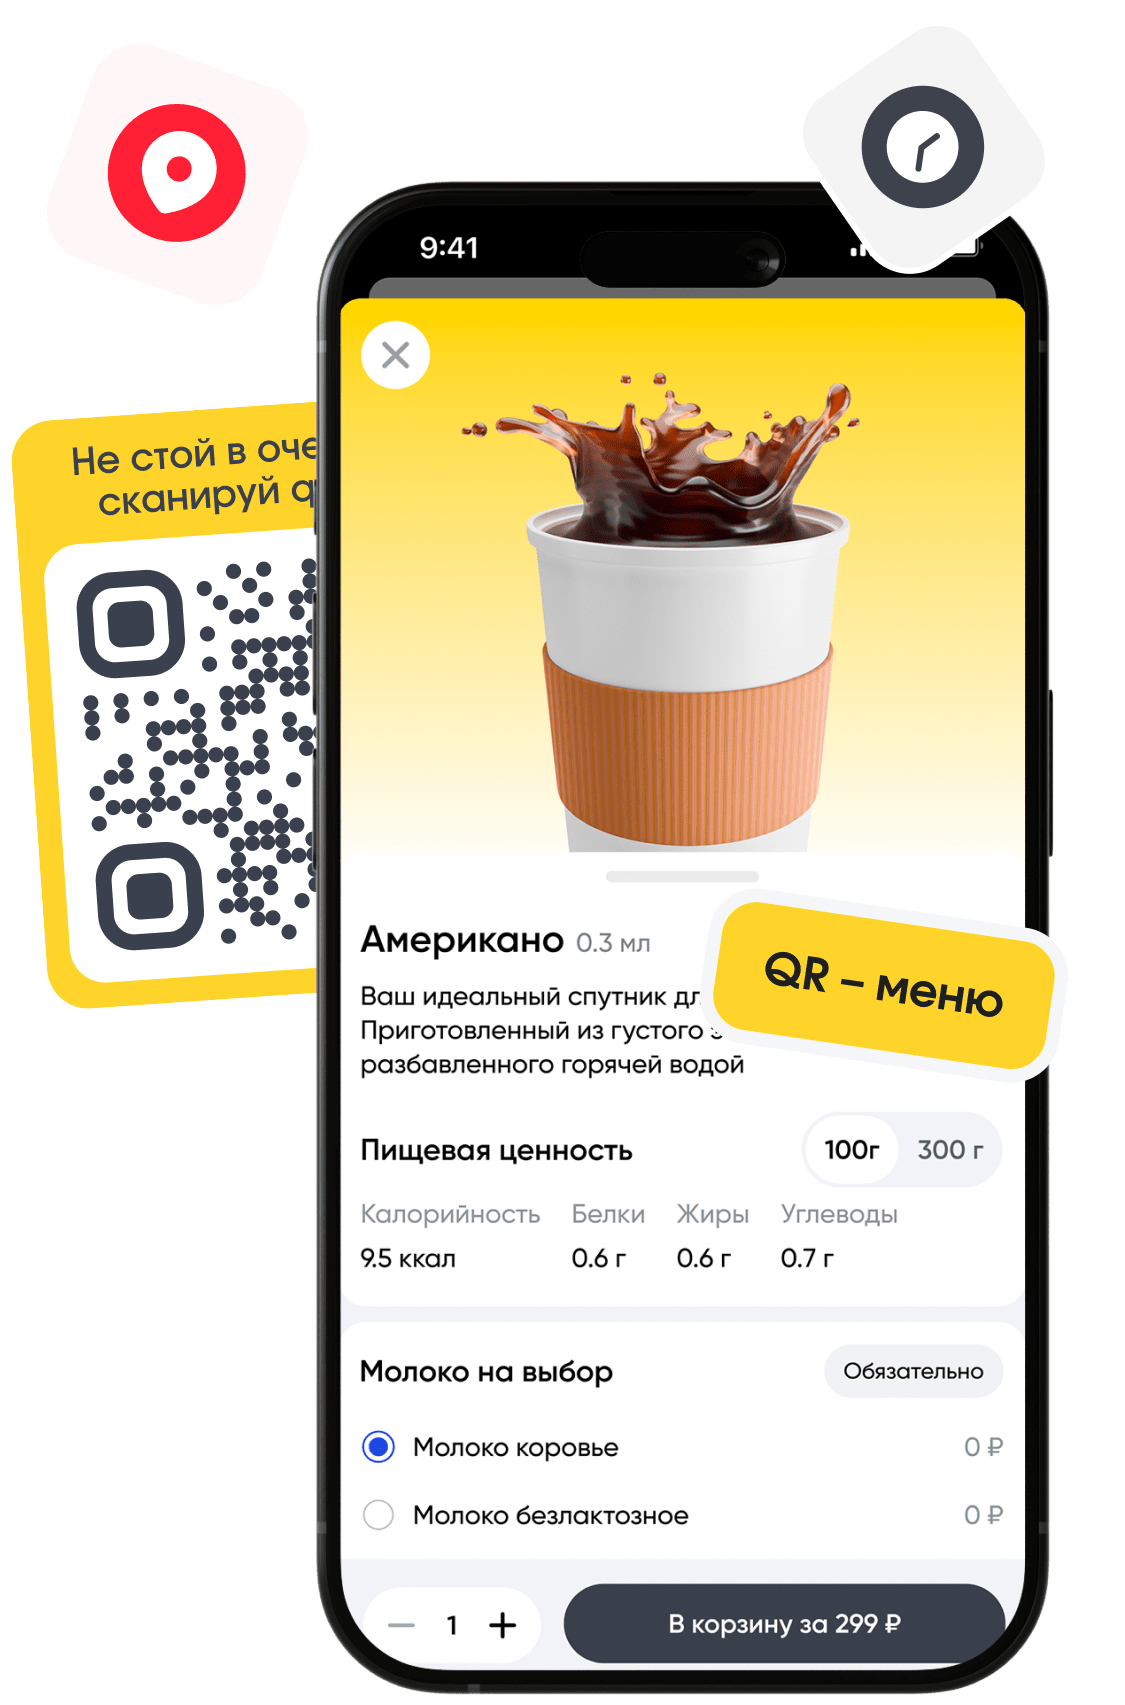 9:41
Не стой в
сканируй
Американо 0.3 мл
Ваш идеальный спутник
Приготовленный из густого
разбавленного горячей водой
QR – меню
Пищевая ценность 100г 300 г
Калорийность Белки Жиры Углеводы
9.5 ккал 0.6 г 0.6 г 0.7 г
Молоко на выбор Обязательно
Молоко коровье 0 ₽
Молоко безлактозное 0 ₽
1 В корзину за 299 ₽